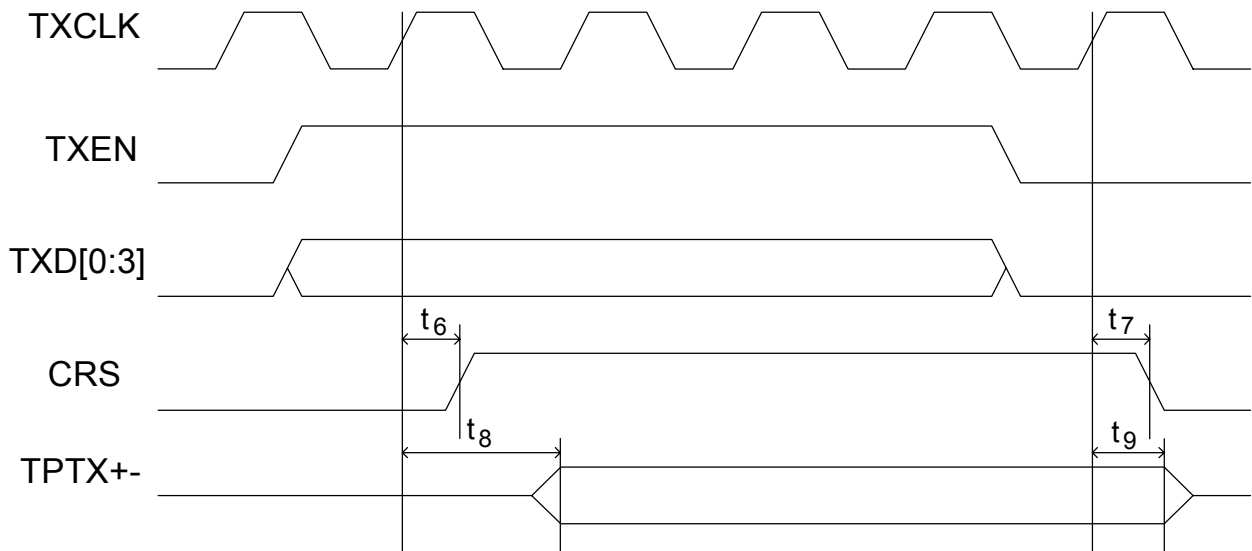 TXCLK
TXEN
TXD[0:3]
t6
t7
CRS
t8
t9
TPTX+-